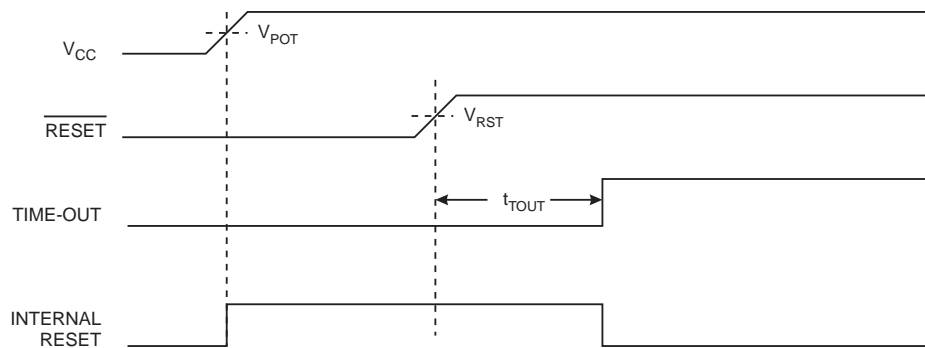 V_CC
V_POT
RESET
V_RST
TIME-OUT
t_TOUT
INTERNAL
RESET